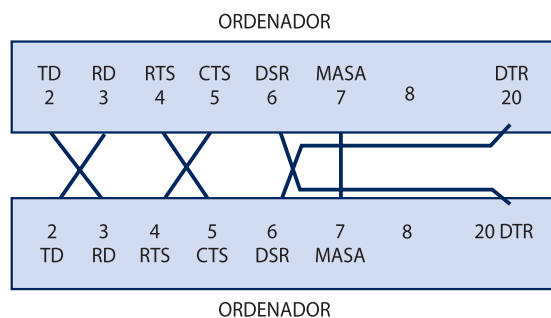 ORDENADOR
TD RD RTS CTS DSR MASA DTR
2 3 4 5 6 7 8 20
2 3 4 5 6 7 8 20 DTR
TD RD RTS CTS DSR MASA
ORDENADOR